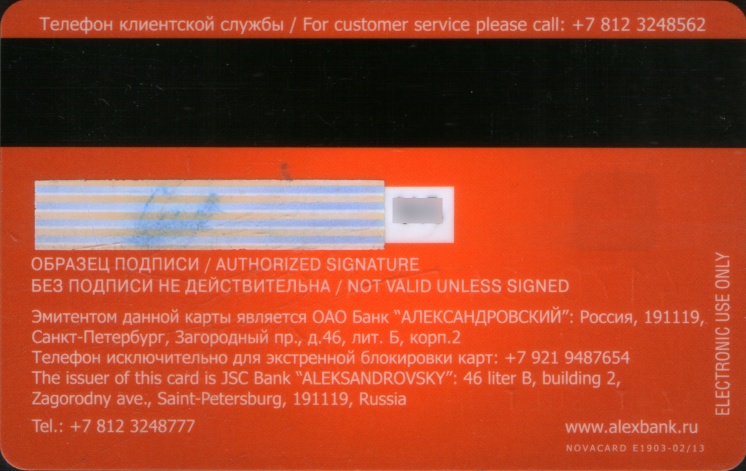 Телефон клиентской службы / For customer service please call: +7 812 3248562
ОБРАЗЕЦ ПОДПИСИ / AUTHORIZED SIGNATURE
БЕЗ ПОДПИСИ НЕ ДЕЙСТВИТЕЛЬНА / NOT VALID UNLESS SIGNED
Эмитентом данной карты является ОАО Банк “АЛЕКСАНДРОВСКИЙ”: Россия, 191119,
Санкт-Петербург, Загородный пр., д.46, лит. Б, корп.2
Телефон исключительно для экстренной блокировки карт: +7 921 9487654
The issuer of this card is JSC Bank “ALEKSANDROVSKY”: 46 liter B, building 2,
Zagorodny ave., Saint-Petersburg, 191119, Russia
Tel.: +7 812 3248777
www.alexbank.ru
NOVACARD E1903-02/13
ELECTRONIC USE ONLY